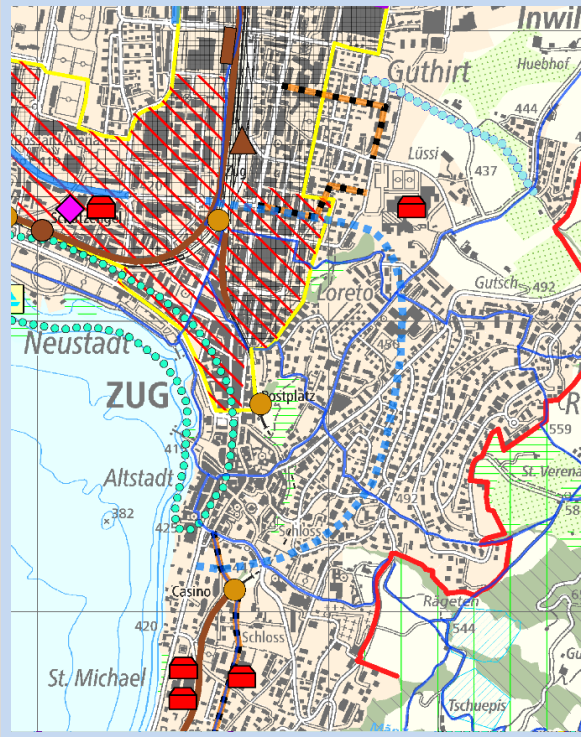 Inwil
Guthirt
Huebhof
444
Lüssi
437
Zug
Gutsch
492
Loreto
Neustadt
458
ZUG
Postplatz
R
559
St. Verena
Altstadt
382
492
Schloss
Casino
Rägeten
420
Schloss
544
St. Michael
Tschuepis